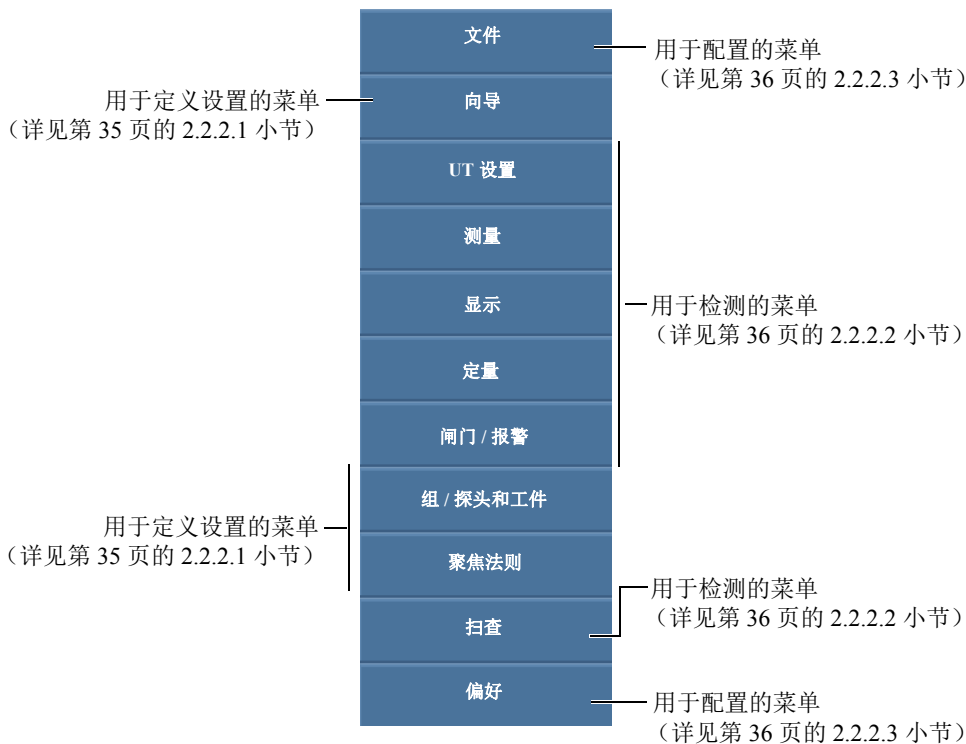 文件
用于配置的菜单
（详见第 36 页的 2.2.2.3 小节）
用于定义设置的菜单
（详见第 35 页的 2.2.2.1 小节）
向导
UT 设置
测量
显示
用于检测的菜单
（详见第 36 页的 2.2.2.2 小节）
定量
闸门 / 报警
组 / 探头和工件
用于定义设置的菜单
（详见第 35 页的 2.2.2.1 小节）
聚焦法则
用于检测的菜单
（详见第 36 页的 2.2.2.2 小节）
扫查
偏好
用于配置的菜单
（详见第 36 页的 2.2.2.3 小节）